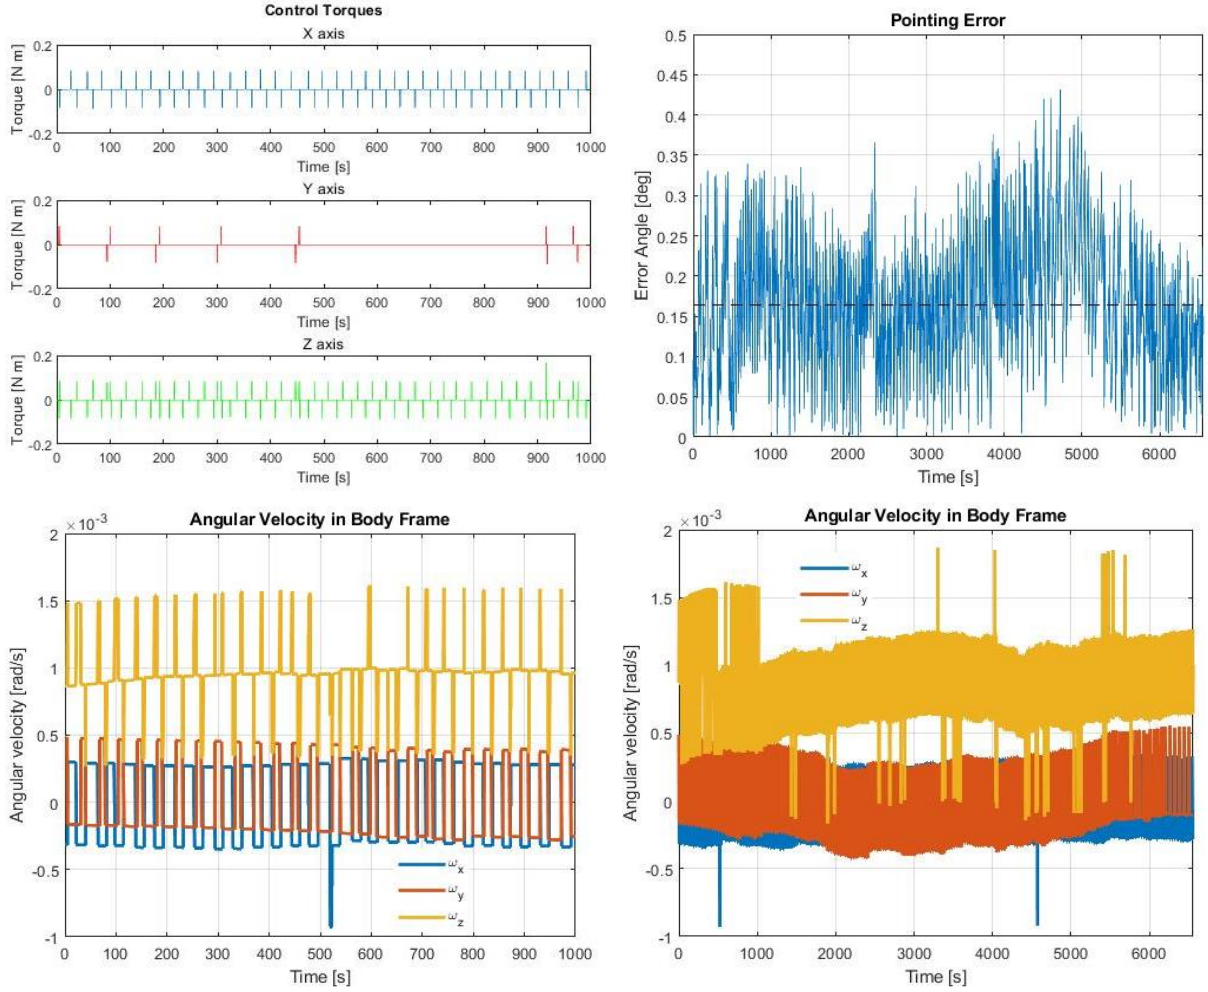 Control Torques
X axis
0.2
0
-0.2
Torque [N m]
0 100 200 300 400 500 600 700 800 900 1000
Time [s]
Y axis
0.2
0
-0.2
Torque [N m]
0 100 200 300 400 500 600 700 800 900 1000
Time [s]
Z axis
0.2
0
-0.2
Torque [N m]
0 100 200 300 400 500 600 700 800 900 1000
Time [s]
Pointing Error
0.5
0.45
0.4
0.35
0.3
0.25
0.2
0.15
0.1
0.05
0
Error Angle [deg]
0 1000 2000 3000 4000 5000 6000
Time [s]
Angular Velocity in Body Frame
× 10⁻³
2
1.5
1
0.5
0
-0.5
-1
Angular velocity [rad/s]
ω_x
ω_y
ω_z
0 100 200 300 400 500 600 700 800 900 1000
Time [s]
Angular Velocity in Body Frame
× 10⁻³
2
1.5
1
0.5
0
-0.5
-1
Angular velocity [rad/s]
ω_x
ω_y
ω_z
0 1000 2000 3000 4000 5000 6000
Time [s]